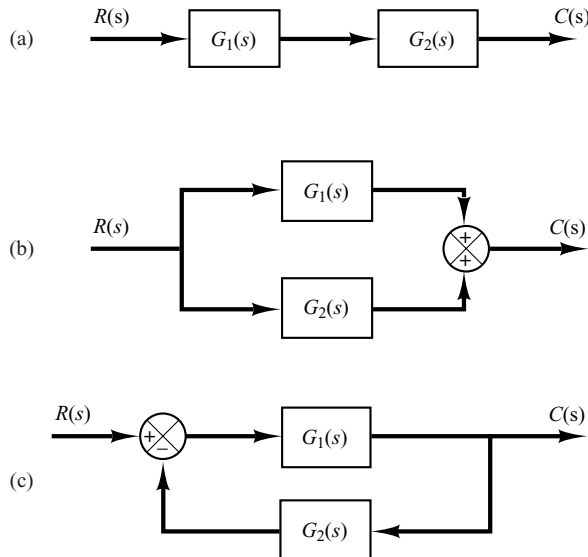 (a) R(s) G₁(s) G₂(s) C(s)
G₁(s)
(b) R(s) + + C(s)
G₂(s)
R(s) + − G₁(s) C(s)
(c)
G₂(s)